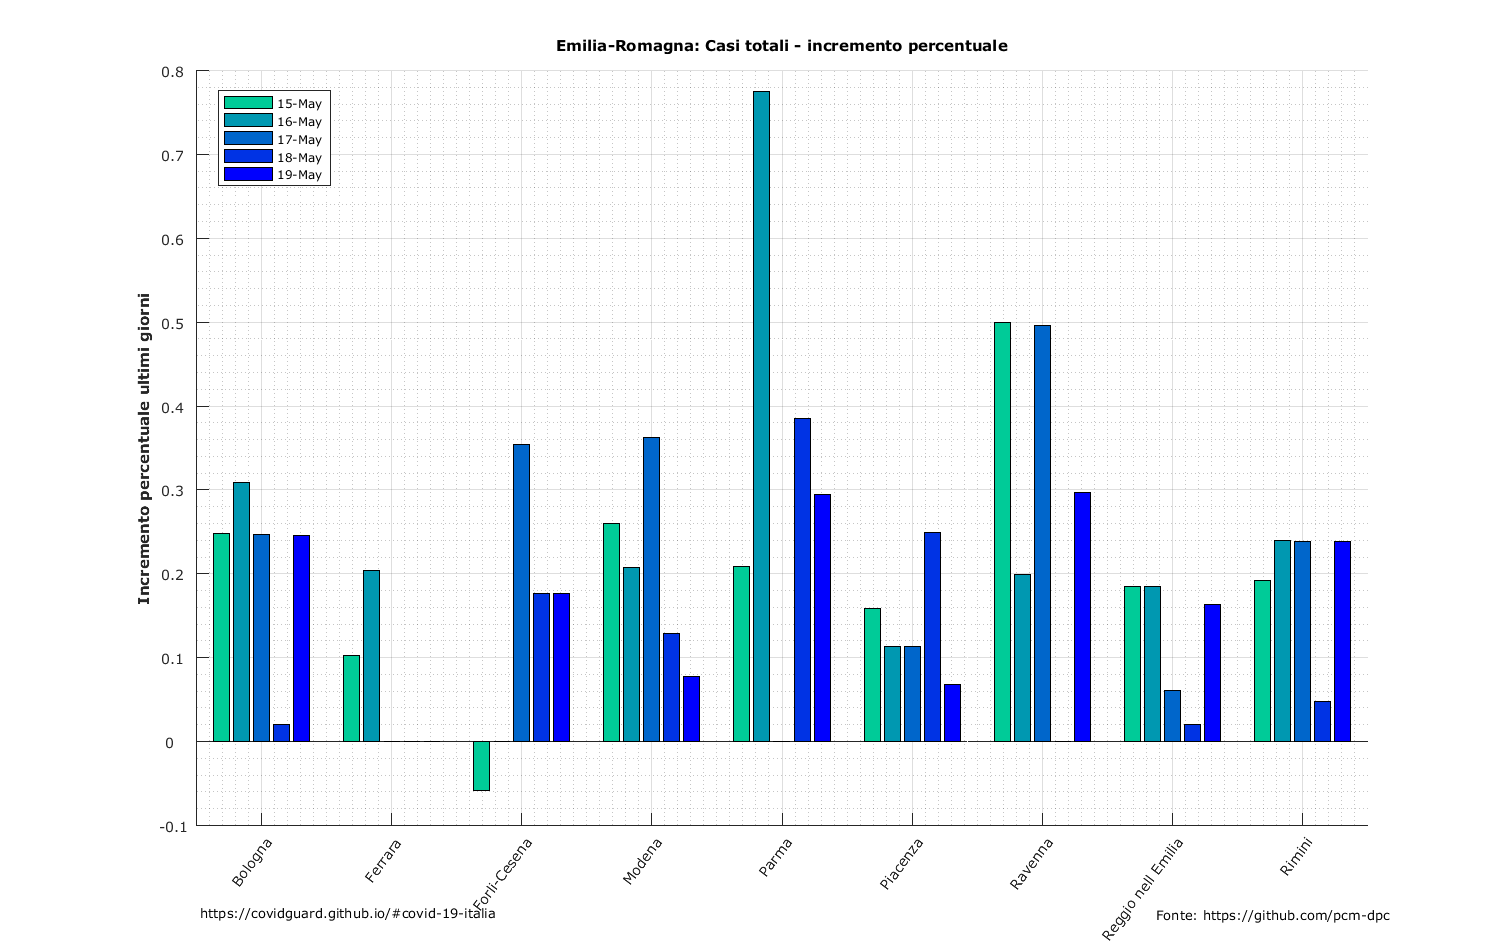 Emilia-Romagna: Casi totali - incremento percentuale
Incremento percentuale ultimi giorni
0.8
0.7
0.6
0.5
0.4
0.3
0.2
0.1
0
-0.1
15-May
16-May
17-May
18-May
19-May
Bologna
Ferrara
Forlì-Cesena
Modena
Parma
Piacenza
Ravenna
Reggio nell Emilia
Rimini
https://covidguard.github.io/#covid-19-italia
Fonte: https://github.com/pcm-dpc